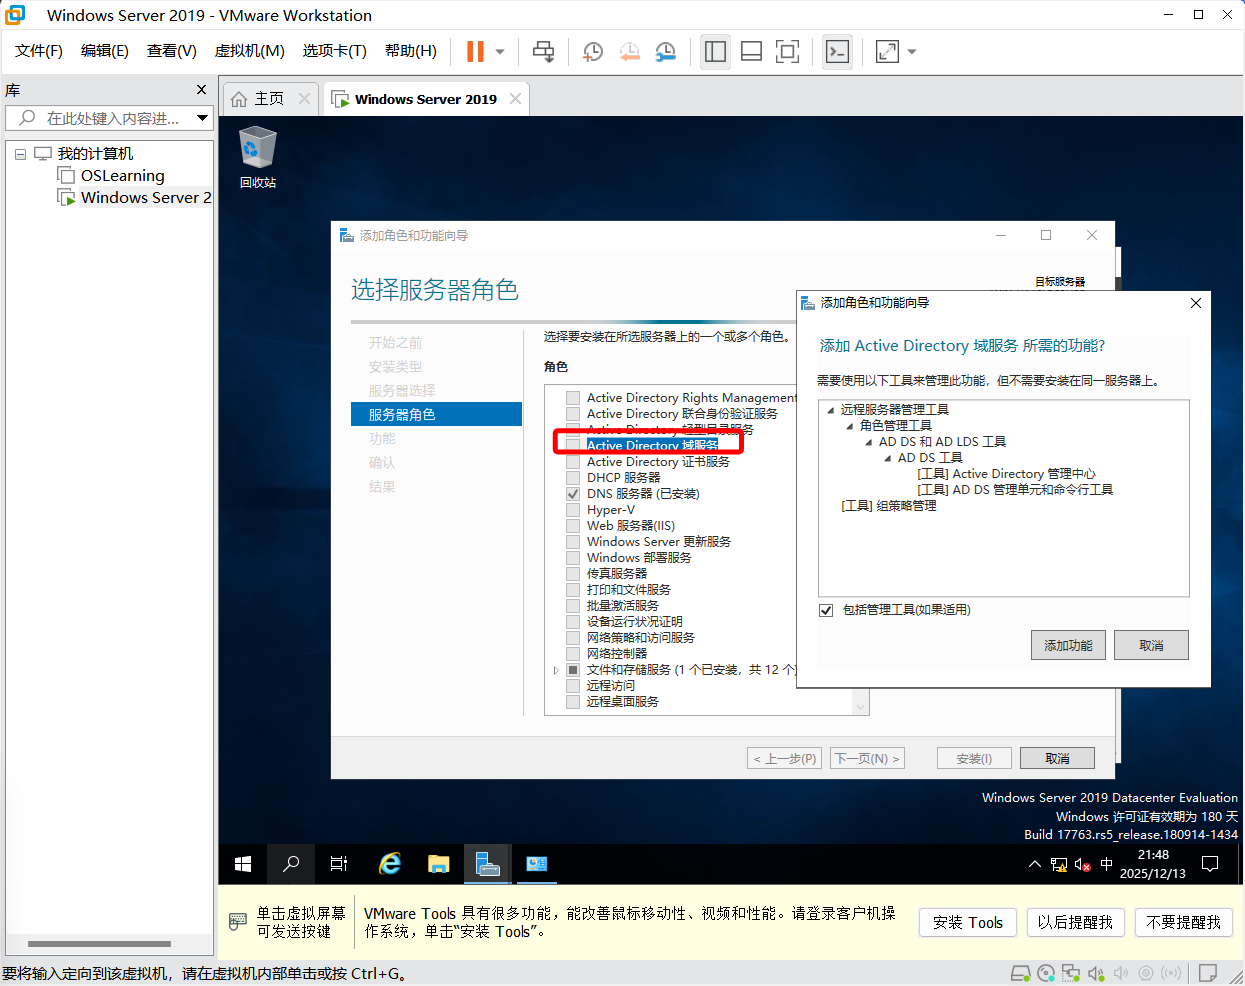 Windows Server 2019 - VMware Workstation
文件(F) 编辑(E) 查看(V) 虚拟机(M) 选项卡(T) 帮助(H)
库
在此处键入内容进...
我的计算机
OSLearning
Windows Server 2
主页
Windows Server 2019
回收站
添加角色和功能向导
选择服务器角色
目标服务器
开始之前
安装类型
服务器选择
服务器角色
功能
确认
结果
选择要安装在所选服务器上的一个或多个角色。
角色
Active Directory Rights Management
Active Directory 联合身份验证服务
Active Directory 轻型目录服务
Active Directory 域服务
Active Directory 证书服务
DHCP 服务器
DNS 服务器 (已安装)
Hyper-V
Web 服务器(IIS)
Windows Server 更新服务
Windows 部署服务
传真服务器
打印和文件服务
批量激活服务
设备运行状况证明
网络策略和访问服务
网络控制器
文件和存储服务 (1 个已安装，共 12 个)
远程访问
远程桌面服务
< 上一步(P)
下一页(N) >
安装(I)
取消
添加角色和功能向导
添加 Active Directory 域服务 所需的功能?
需要使用以下工具来管理此功能，但不需要安装在同一服务器上。
远程服务器管理工具
角色管理工具
AD DS 和 AD LDS 工具
AD DS 工具
[工具] Active Directory 管理中心
[工具] AD DS 管理单元和命令行工具
[工具] 组策略管理
包括管理工具(如果适用)
添加功能
取消
Windows Server 2019 Datacenter Evaluation
Windows 许可证有效期为 180 天
Build 17763.rs5_release.180914-1434
中
21:48
2025/12/13
单击虚拟屏幕
可发送按键
VMware Tools 具有很多功能，能改善鼠标移动性、视频和性能。请登录客户机操
作系统，单击“安装 Tools”。
安装 Tools
以后提醒我
不要提醒我
要将输入定向到该虚拟机，请在虚拟机内部单击或按 Ctrl+G。